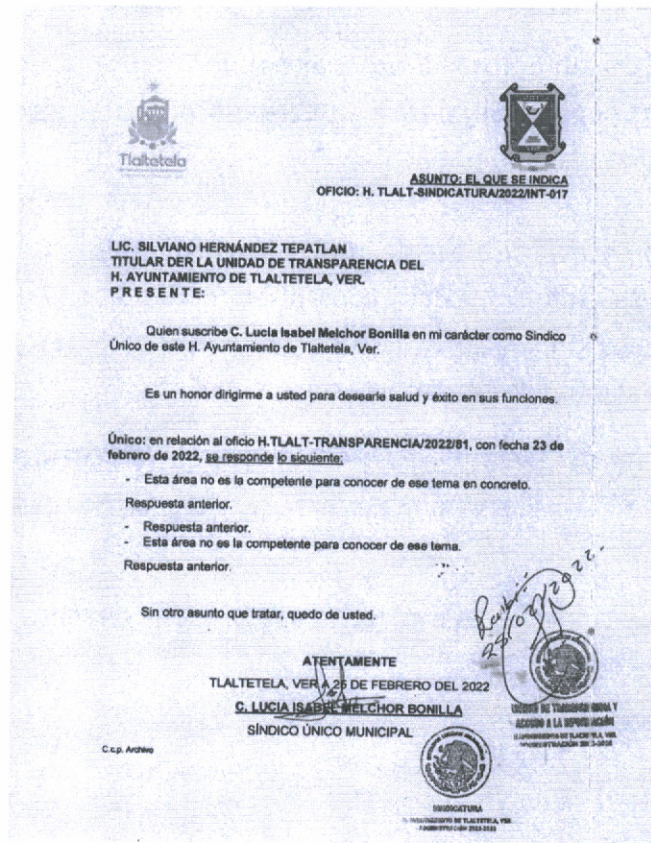 Tlaltetela
ASUNTO: EL QUE SE INDICA
OFICIO: H. TLALT-SINDICATURA/2022/INT-017
LIC. SILVIANO HERNÁNDEZ TEPATLAN
TITULAR DER LA UNIDAD DE TRANSPARENCIA DEL
H. AYUNTAMIENTO DE TLALTETELA, VER.
P R E S E N T E:
Quien suscribe C. Lucia Isabel Melchor Bonilla en mi carácter como Sindico
Único de este H. Ayuntamiento de Tlaltetela, Ver.
Es un honor dirigirme a usted para desearle salud y éxito en sus funciones.
Único: en relación al oficio H.TLALT-TRANSPARENCIA/2022/81, con fecha 23 de
febrero de 2022, se responde lo siguiente:
- Esta área no es la competente para conocer de ese tema en concreto.
Respuesta anterior.
- Respuesta anterior.
- Esta área no es la competente para conocer de ese tema.
Respuesta anterior.
Sin otro asunto que tratar, quedo de usted.
ATENTAMENTE
TLALTETELA, VER A 25 DE FEBRERO DEL 2022
C. LUCIA ISABEL MELCHOR BONILLA
SÍNDICO ÚNICO MUNICIPAL
C.c.p. Archivo
SINDICATURA